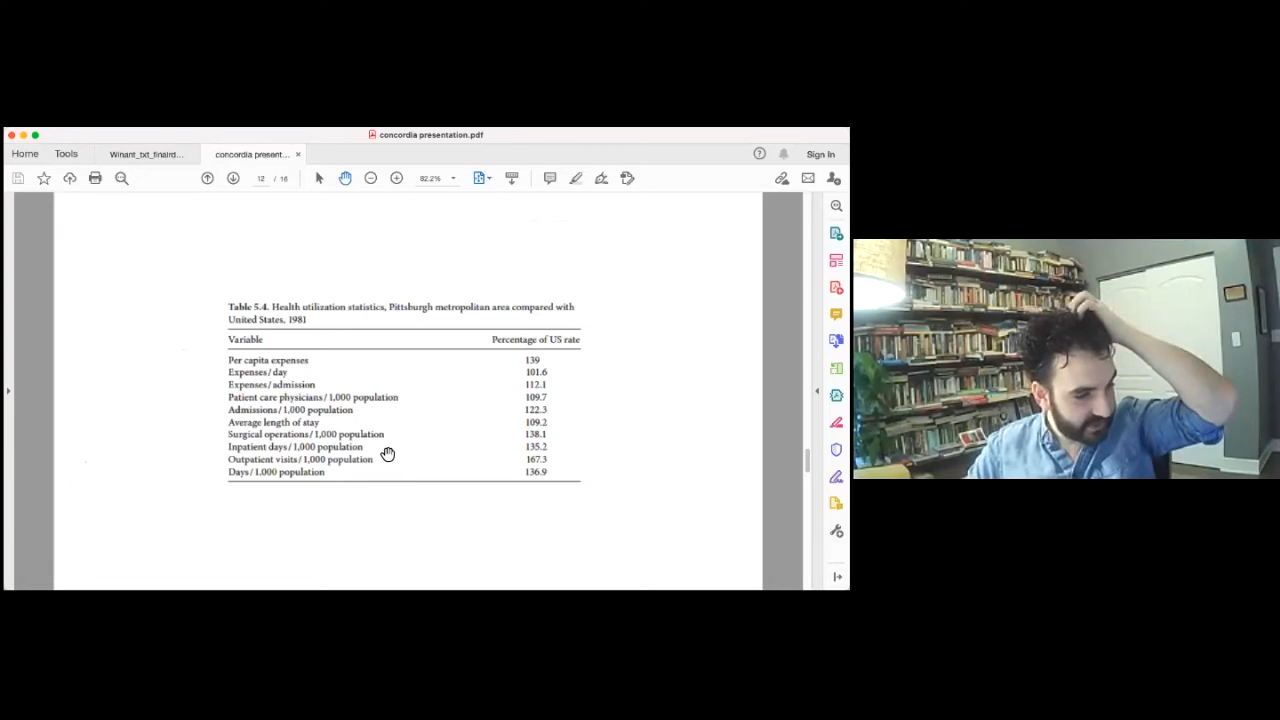 concordia presentation.pdf
Home Tools Winant_txt_finalrd... concordia present... × Sign In
12 / 16 82.2%
Table 5.4. Health utilization statistics, Pittsburgh metropolitan area compared with
United States, 1981
Variable Percentage of US rate
Per capita expenses 139
Expenses/day 101.6
Expenses/admission 112.1
Patient care physicians/1,000 population 109.7
Admissions/1,000 population 122.3
Average length of stay 109.2
Surgical operations/1,000 population 138.1
Inpatient days/1,000 population 135.2
Outpatient visits/1,000 population 167.3
Days/1,000 population 136.9